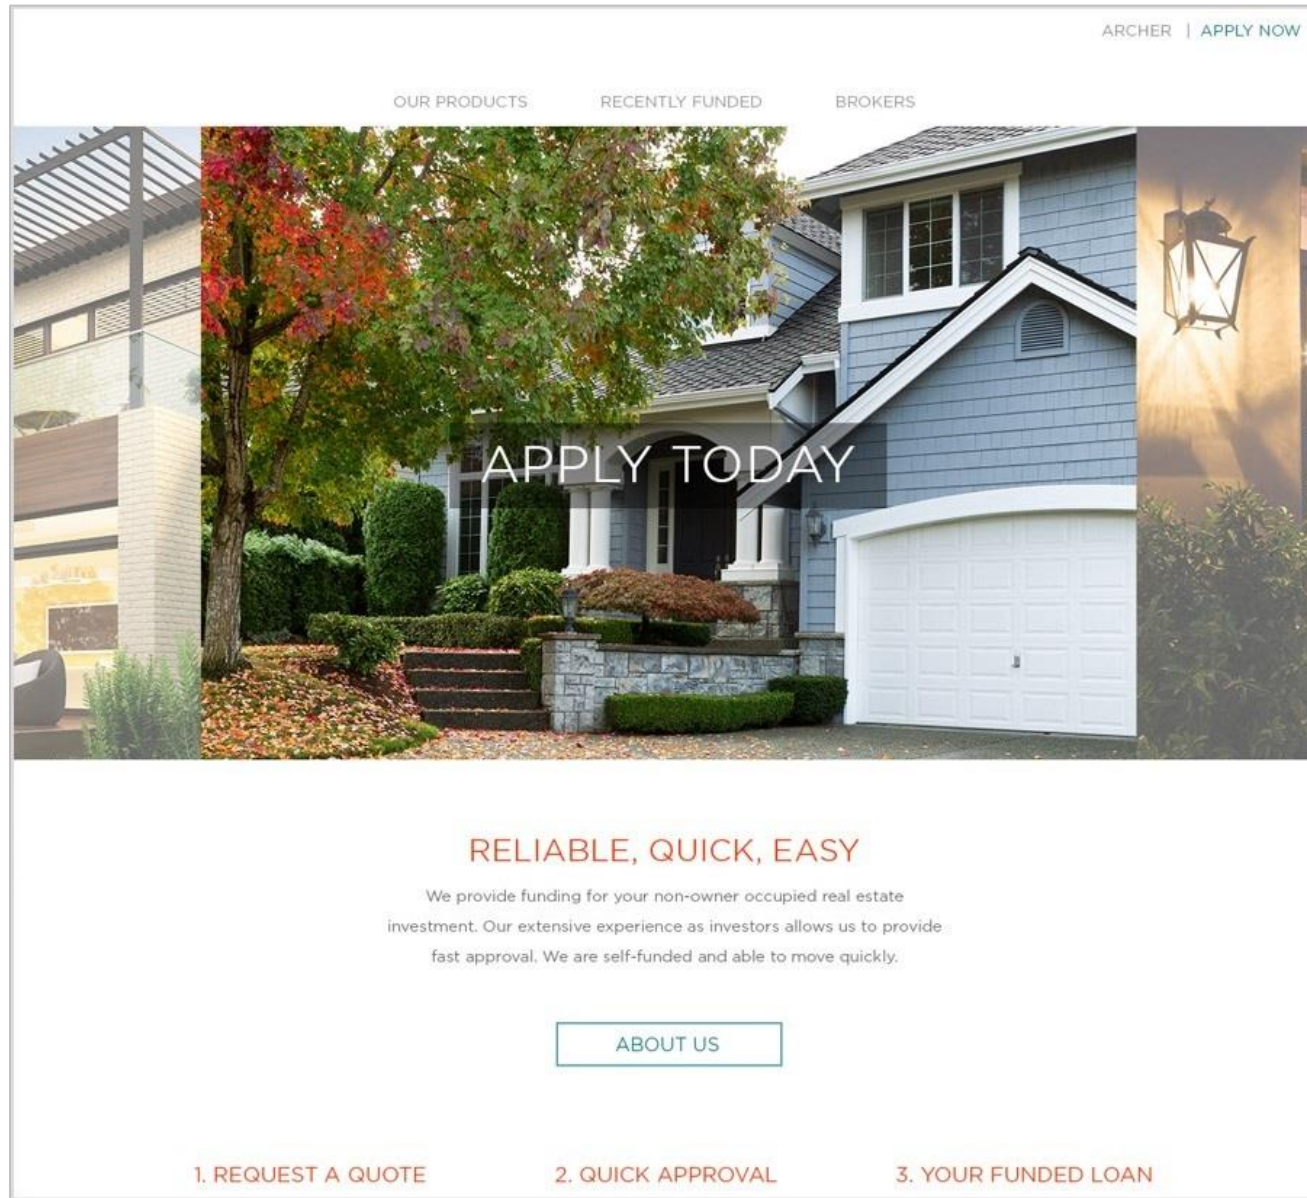 ARCHER | APPLY NOW
OUR PRODUCTS RECENTLY FUNDED BROKERS
APPLY TODAY
RELIABLE, QUICK, EASY
We provide funding for your non-owner occupied real estate
investment. Our extensive experience as investors allows us to provide
fast approval. We are self-funded and able to move quickly.
ABOUT US
1. REQUEST A QUOTE 2. QUICK APPROVAL 3. YOUR FUNDED LOAN